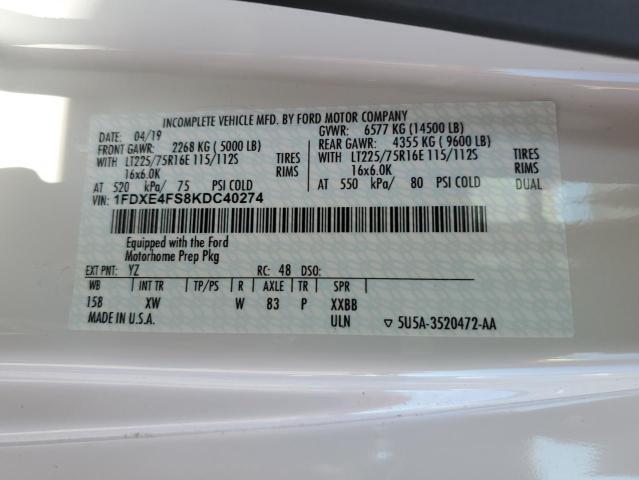 INCOMPLETE VEHICLE MFD. BY FORD MOTOR COMPANY
DATE: 04/19 GVWR: 6577 KG (14500 LB)
FRONT GAWR: 2268 KG (5000 LB) REAR GAWR: 4355 KG (9600 LB)
WITH LT225/75R16E 115/112S TIRES WITH LT225/75R16E 115/112S TIRES
16x6.0K RIMS 16x6.0K RIMS
AT 520 kPa/ 75 PSI COLD AT 550 kPa/ 80 PSI COLD DUAL
VIN: 1FDXE4FS8KDC40274
Equipped with the Ford
Motorhome Prep Pkg
EXT PNT: YZ RC: 48 DSO:
WB INT TR TP/PS R AXLE TR SPR
158 XW W 83 P XXBB
MADE IN U.S.A. ULN ▽ 5U5A-3520472-AA